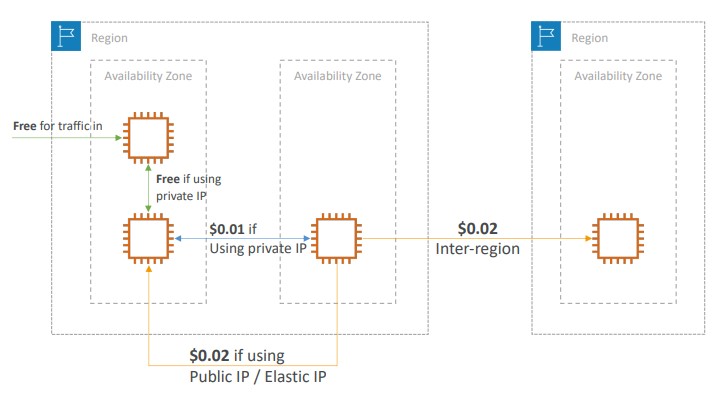 Region
Region
Availability Zone
Availability Zone
Availability Zone
Free for traffic in
Free if using
private IP
$0.01 if
Using private IP
$0.02
Inter-region
$0.02 if using
Public IP / Elastic IP